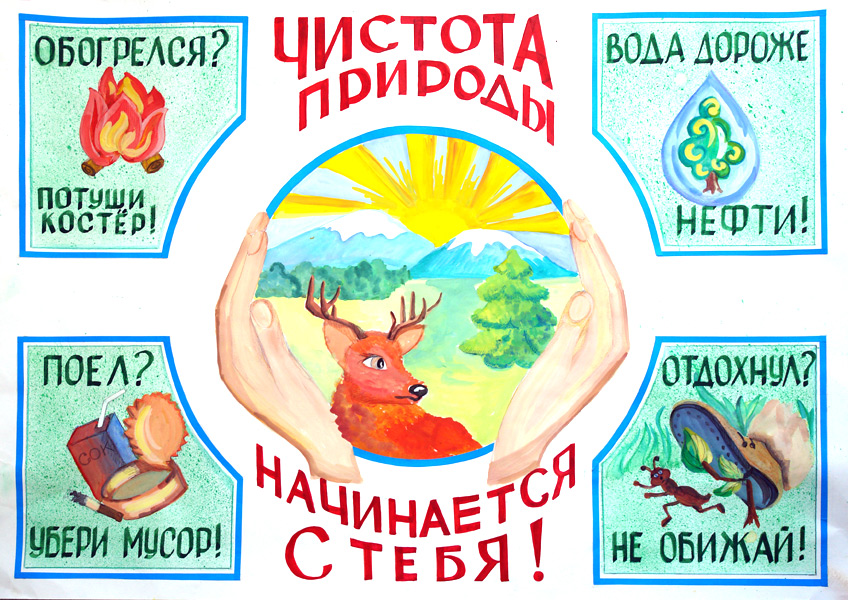 ЧИСТОТА
ПРИРОДЫ
НАЧИНАЕТСЯ
С ТЕБЯ!
ОБОГРЕЛСЯ?
ПОТУШИ
КОСТЁР!
ВОДА ДОРОЖЕ
НЕФТИ!
ПОЕЛ?
СОК
УБЕРИ МУСОР!
ОТДОХНУЛ?
НЕ ОБИЖАЙ!